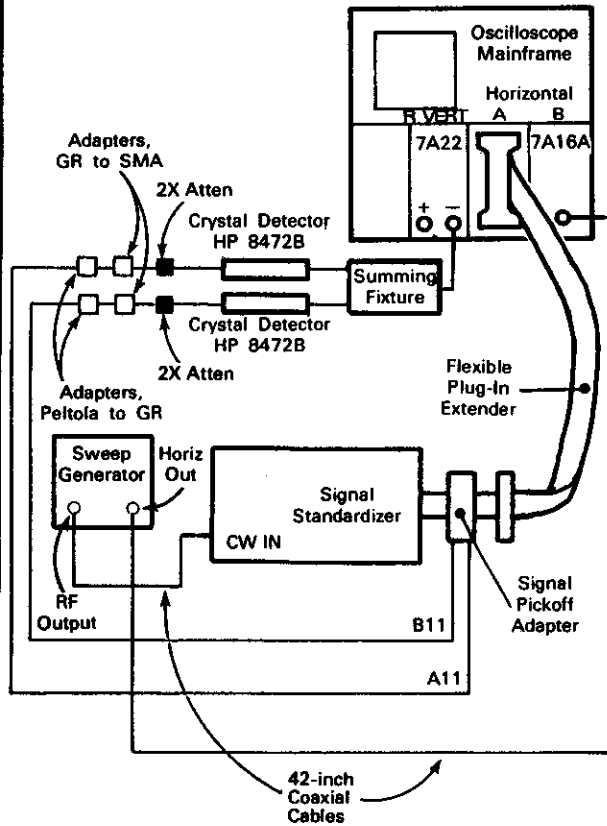 Oscilloscope
Mainframe
Horizontal
R VERT A B
7A22 7A16A
+ –
Adapters,
GR to SMA
2X Atten
Crystal Detector
HP 8472B
Summing
Fixture
Crystal Detector
HP 8472B
2X Atten
Adapters,
Peltola to GR
Flexible
Plug-In
Extender
Sweep
Generator
Horiz
Out
Signal
Standardizer
CW IN
RF
Output
Signal
Pickoff
Adapter
B11
A11
42-inch
Coaxial
Cables